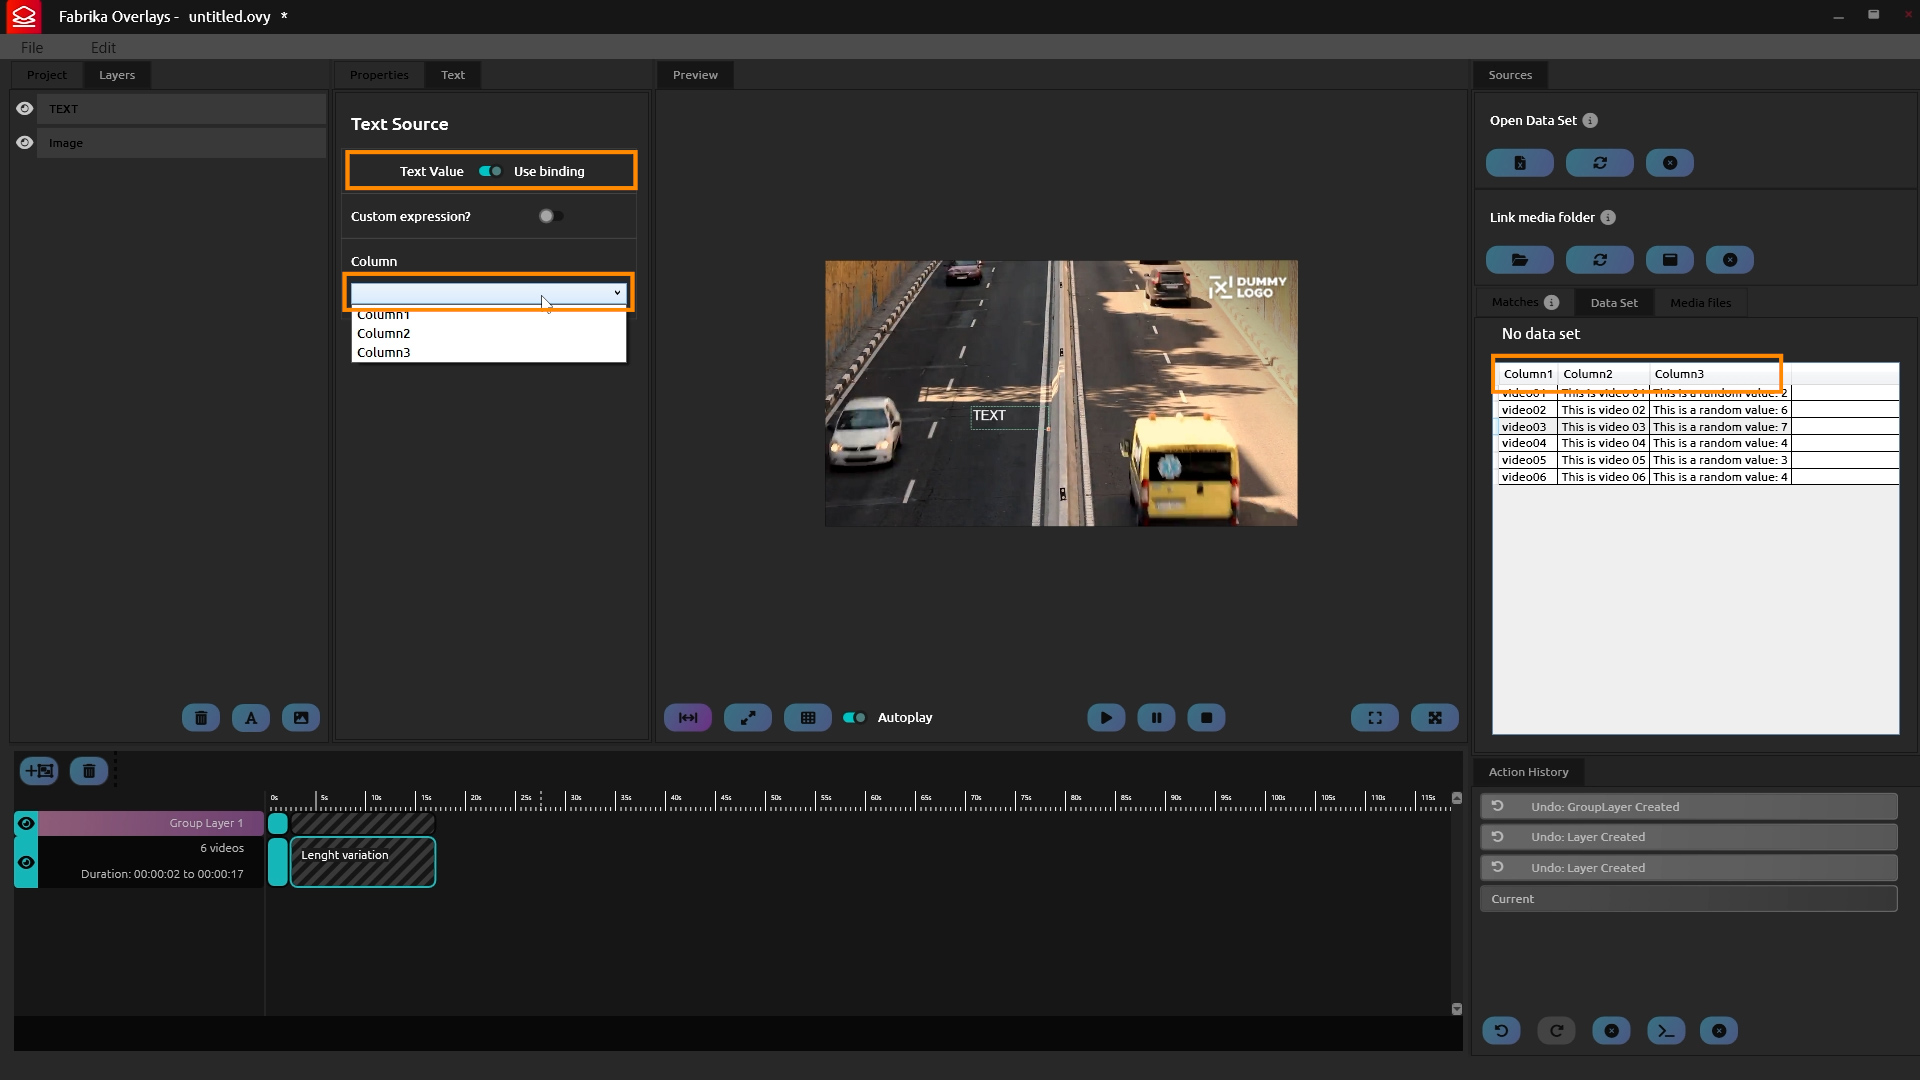 Fabrika Overlays - untitled.ovy *
File Edit
Project Layers
TEXT
Image
Properties Text
Text Source
Text Value Use binding
Custom expression?
Column
Column1
Column2
Column3
Preview
DUMMY
LOGO
TEXT
Autoplay
Sources
Open Data Set
Link media folder
Matches Data Set Media files
No data set
Column1 Column2 Column3
video01 This is video 01 This is a random value: 2
video02 This is video 02 This is a random value: 6
video03 This is video 03 This is a random value: 7
video04 This is video 04 This is a random value: 4
video05 This is video 05 This is a random value: 3
video06 This is video 06 This is a random value: 4
0s 5s 10s 15s 20s 25s 30s 35s 40s 45s 50s 55s 60s 65s 70s 75s 80s 85s 90s 95s 100s 105s 110s 115s
Group Layer 1
6 videos
Duration: 00:00:02 to 00:00:17
Lenght variation
Action History
Undo: GroupLayer Created
Undo: Layer Created
Undo: Layer Created
Current